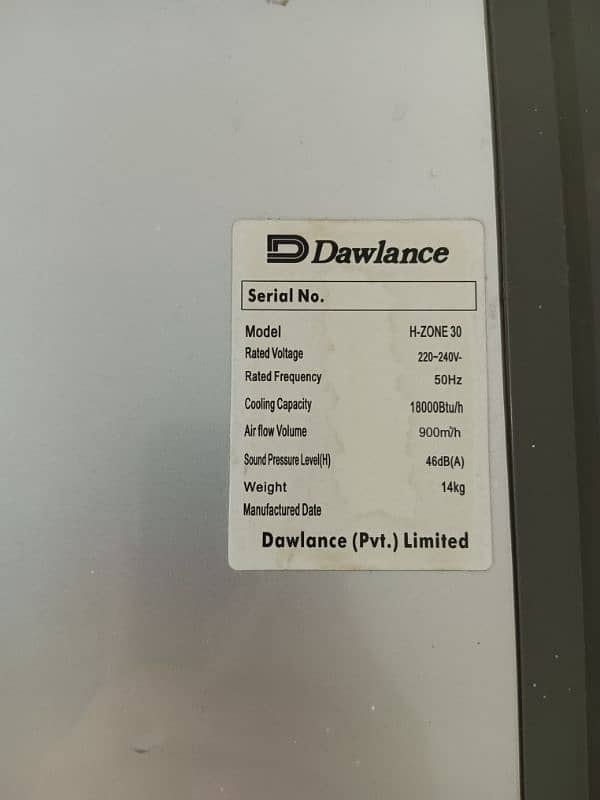 Dawlance
Serial No.
Model H-ZONE 30
Rated Voltage 220~240V-
Rated Frequency 50Hz
Cooling Capacity 18000Btu/h
Air flow Volume 900m³/h
Sound Pressure Level(H) 46dB(A)
Weight 14kg
Manufactured Date
Dawlance (Pvt.) Limited